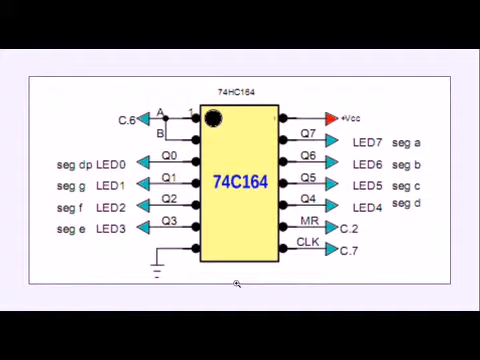 74HC164
C.6 A 1 +Vcc
B Q7 LED7 seg a
seg dp LED0 Q0 Q6 LED6 seg b
seg g LED1 Q1 74C164 Q5 LED5 seg c
seg f LED2 Q2 Q4 LED4 seg d
seg e LED3 Q3 MR C.2
CLK C.7